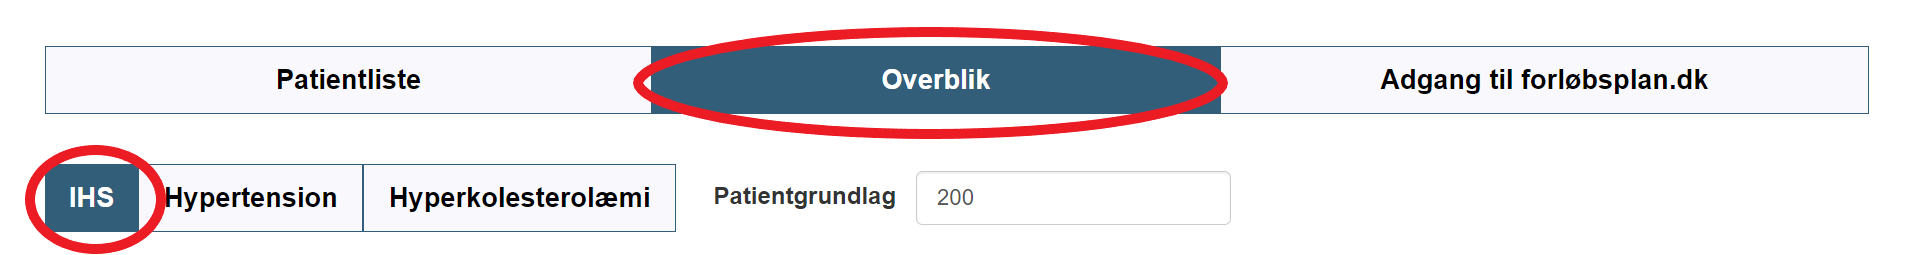 Patientliste Overblik Adgang til forløbsplan.dk
IHS Hypertension Hyperkolesterolæmi Patientgrundlag 200